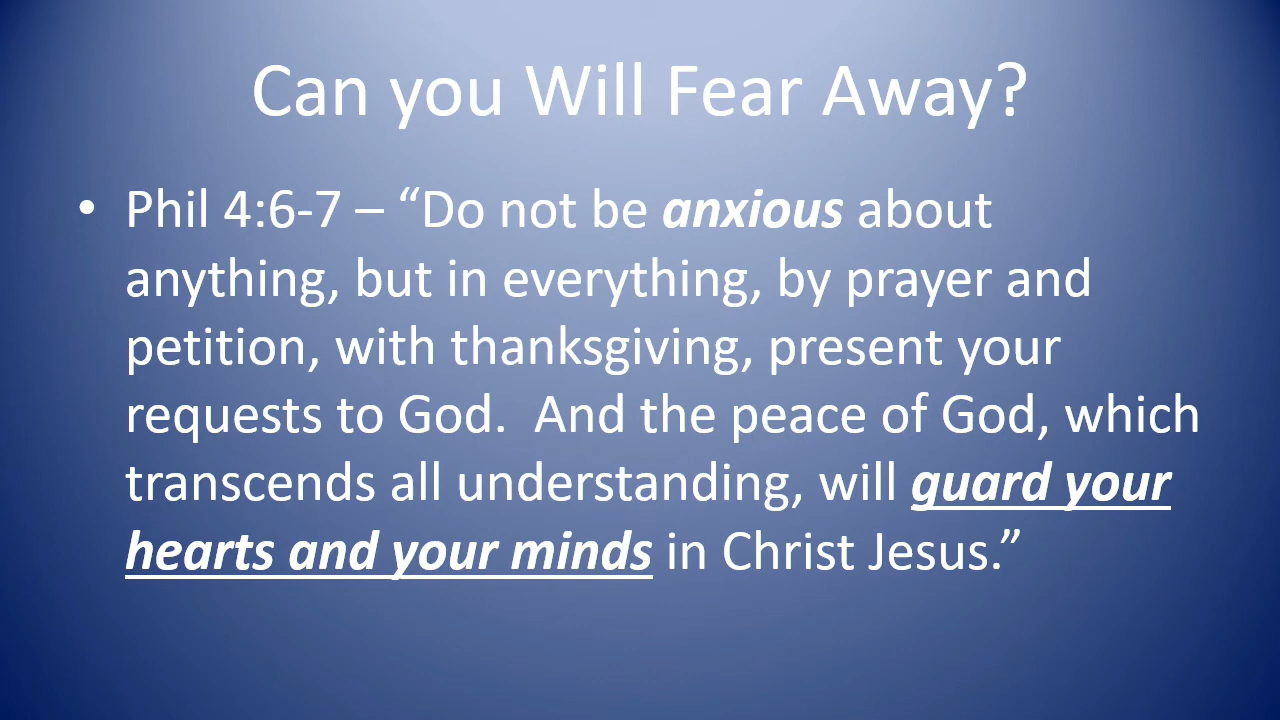 Can you Will Fear Away?
• Phil 4:6-7 – “Do not be anxious about
anything, but in everything, by prayer and
petition, with thanksgiving, present your
requests to God.  And the peace of God, which
transcends all understanding, will guard your
hearts and your minds in Christ Jesus.”